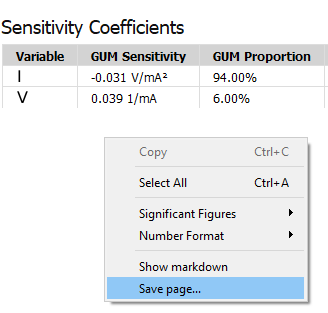 Sensitivity Coefficients
Variable GUM Sensitivity GUM Proportion
I -0.031 V/mA² 94.00%
V 0.039 1/mA 6.00%
Copy Ctrl+C
Select All Ctrl+A
Significant Figures
Number Format
Show markdown
Save page...